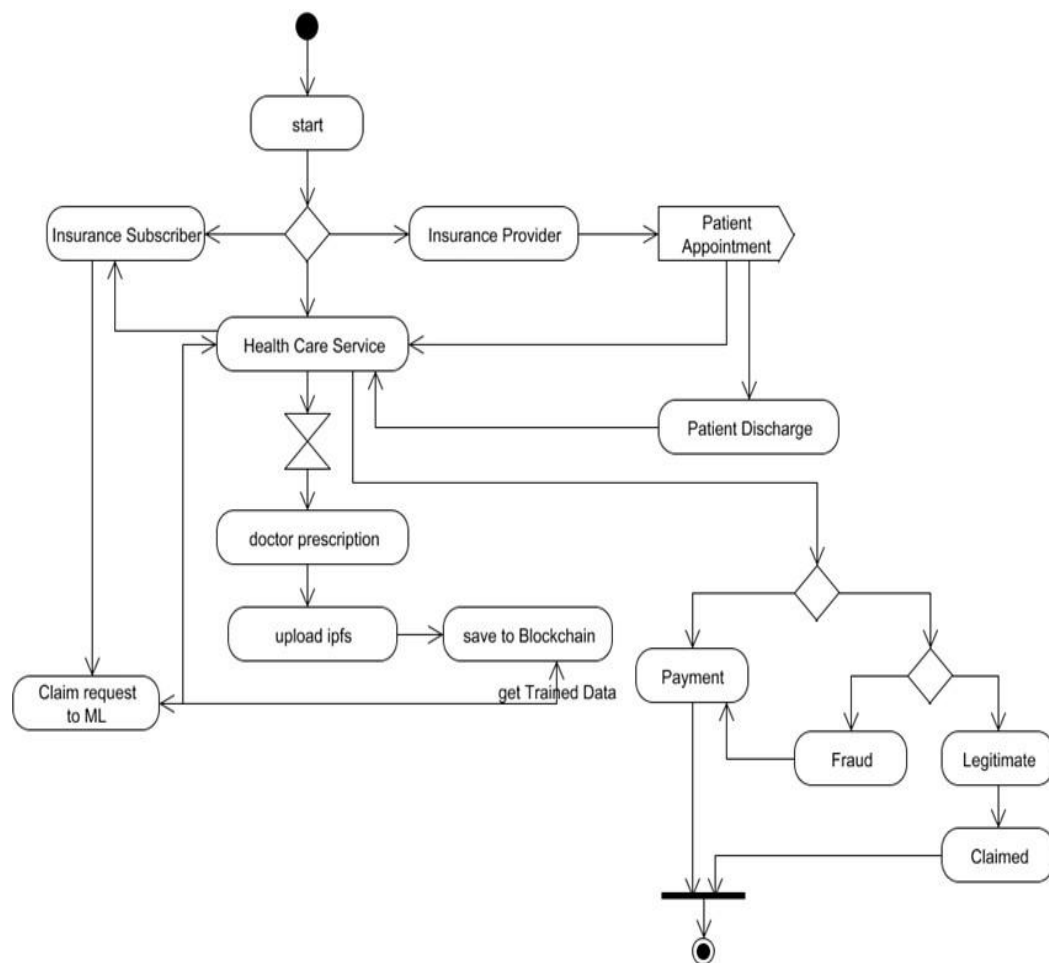 start
Insurance Subscriber
Insurance Provider
Patient
Appointment
Health Care Service
Patient Discharge
doctor prescription
upload ipfs
save to Blockchain
Claim request
to ML
get Trained Data
Payment
Fraud
Legitimate
Claimed